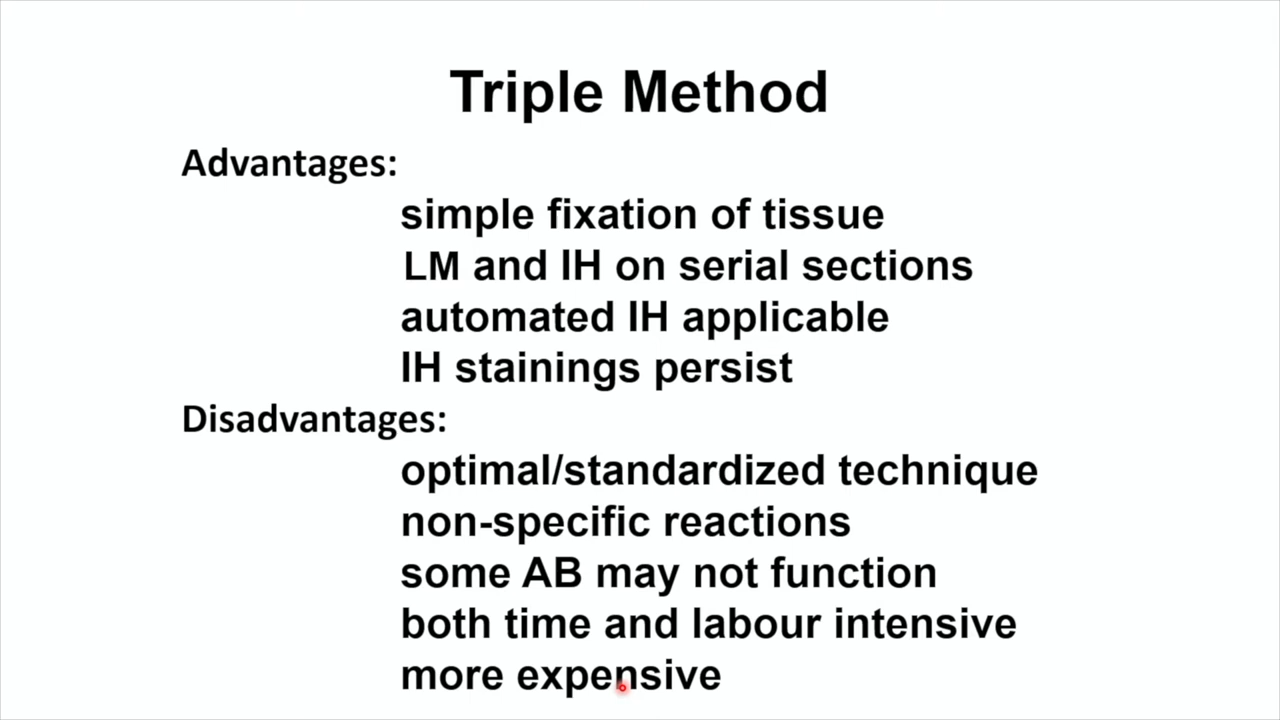 Triple Method
Advantages:
simple fixation of tissue
LM and IH on serial sections
automated IH applicable
IH stainings persist
Disadvantages:
optimal/standardized technique
non-specific reactions
some AB may not function
both time and labour intensive
more expensive